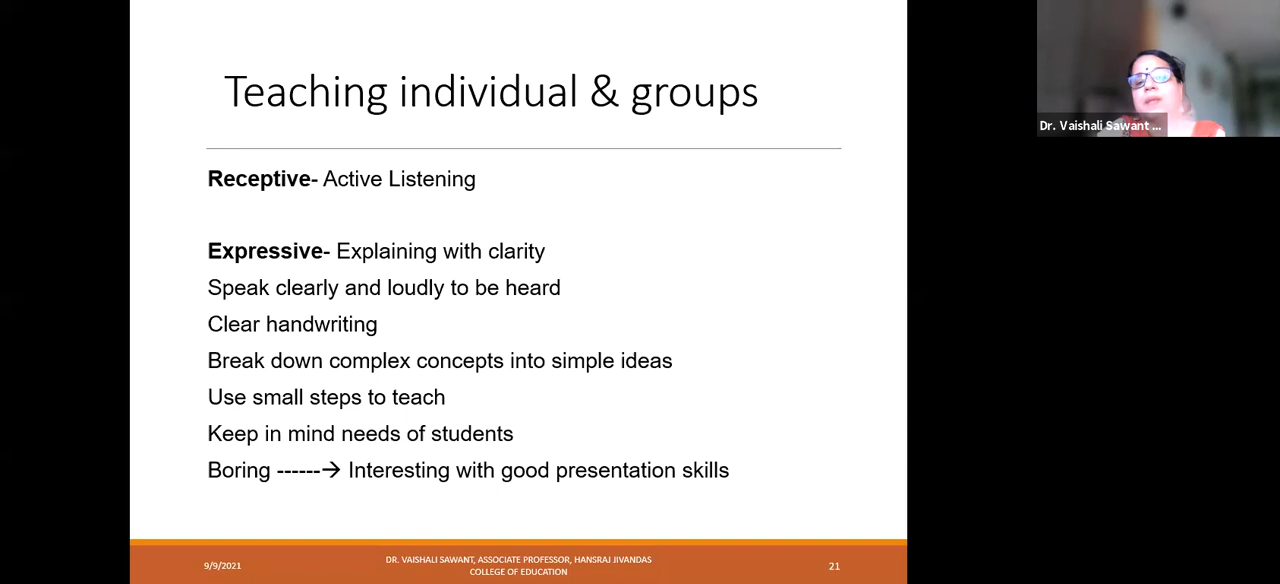 Teaching individual & groups
Receptive- Active Listening
Expressive- Explaining with clarity
Speak clearly and loudly to be heard
Clear handwriting
Break down complex concepts into simple ideas
Use small steps to teach
Keep in mind needs of students
Boring ------→ Interesting with good presentation skills
9/9/2021
DR. VAISHALI SAWANT, ASSOCIATE PROFESSOR, HANSRAJ JIVANDAS
COLLEGE OF EDUCATION
21
Dr. Vaishali Sawant ...